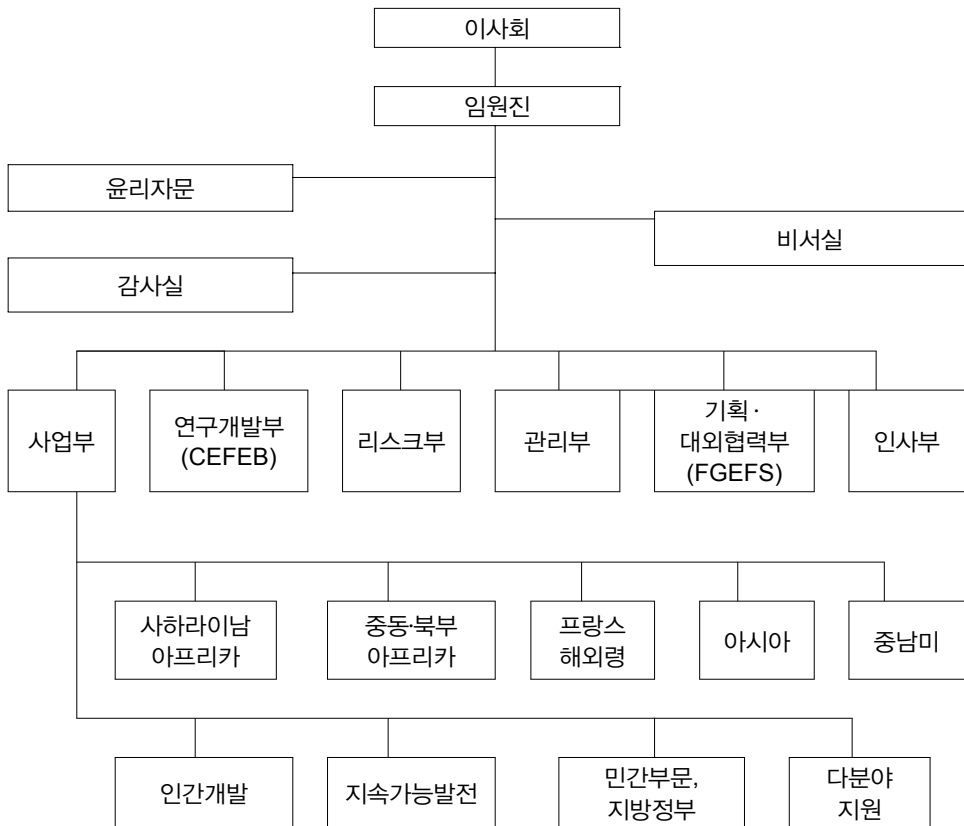 이사회
임원진
윤리자문
비서실
감사실
사업부
연구개발부
(CEFEB)
리스크부
관리부
기획·
대외협력부
(FGEFS)
인사부
사하라이남
아프리카
중동·북부
아프리카
프랑스
해외령
아시아
중남미
인간개발
지속가능발전
민간부문,
지방정부
다분야
지원